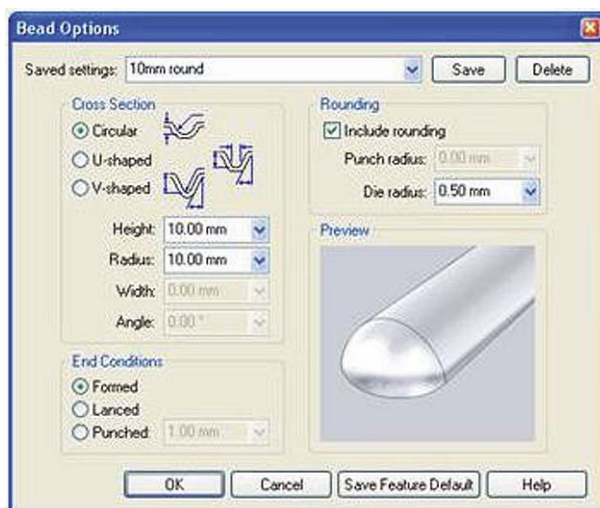 Bead Options
Saved settings: 10mm round Save Delete
Cross Section
Circular
U-shaped
V-shaped
Height: 10.00 mm
Radius: 10.00 mm
Width: 0.00 mm
Angle: 0.00 °
End Conditions
Formed
Lanced
Punched: 1.00 mm
Rounding
Include rounding
Punch radius: 0.00 mm
Die radius: 0.50 mm
Preview
OK Cancel Save Feature Default Help